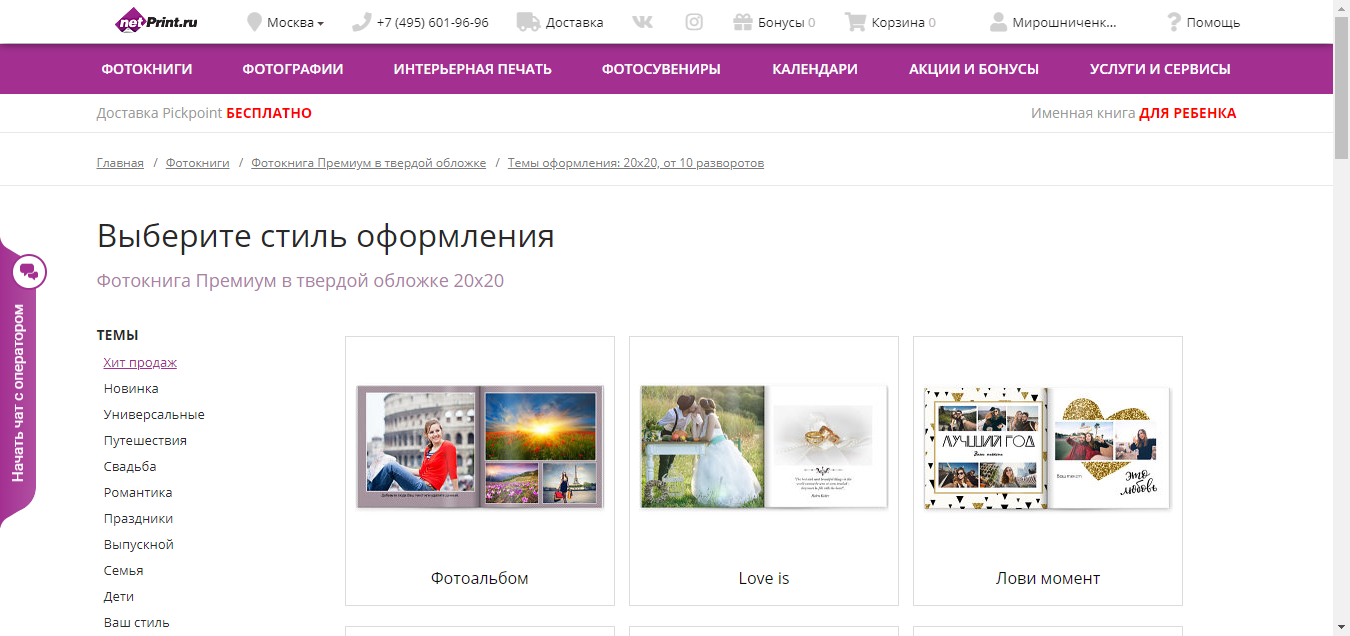 netPrint.ru
Москва
+7 (495) 601-96-96
Доставка
Бонусы 0
Корзина 0
Мирошниченк...
Помощь
ФОТОКНИГИ
ФОТОГРАФИИ
ИНТЕРЬЕРНАЯ ПЕЧАТЬ
ФОТОСУВЕНИРЫ
КАЛЕНДАРИ
АКЦИИ И БОНУСЫ
УСЛУГИ И СЕРВИСЫ
Доставка Pickpoint БЕСПЛАТНО
Именная книга ДЛЯ РЕБЕНКА
Главная / Фотокниги / Фотокнига Премиум в твердой обложке / Темы оформления: 20x20, от 10 разворотов
Выберите стиль оформления
Фотокнига Премиум в твердой обложке 20x20
Начать чат с оператором
ТЕМЫ
Хит продаж
Новинка
Универсальные
Путешествия
Свадьба
Романтика
Праздники
Выпускной
Семья
Дети
Ваш стиль
Фотоальбом
Love is
ЛУЧШИЙ ГОД
Ваш текст
это
любовь
Лови момент